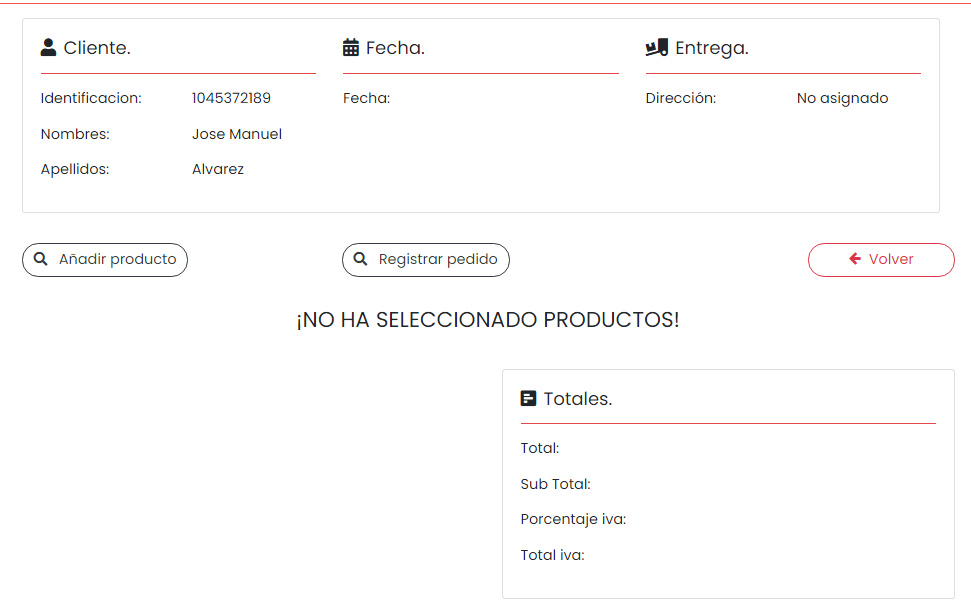 Cliente.
Identificacion: 1045372189
Nombres: Jose Manuel
Apellidos: Alvarez
Fecha.
Fecha:
Entrega.
Dirección: No asignado
Añadir producto
Registrar pedido
Volver
¡NO HA SELECCIONADO PRODUCTOS!
Totales.
Total:
Sub Total:
Porcentaje iva:
Total iva: